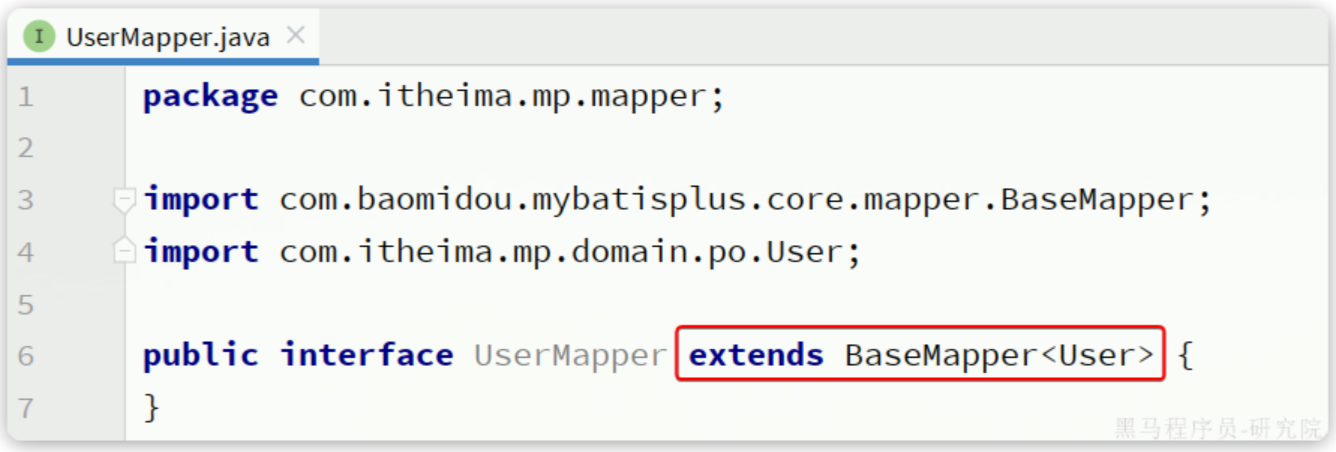 I UserMapper.java ×
1 package com.itheima.mp.mapper;
2
3 import com.baomidou.mybatisplus.core.mapper.BaseMapper;
4 import com.itheima.mp.domain.po.User;
5
6 public interface UserMapper extends BaseMapper<User> {
7 }
黑马程序员-研究院